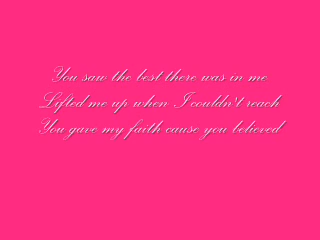 You saw the best there was in me
Lifted me up when I couldn't reach
You gave my faith cause you believed